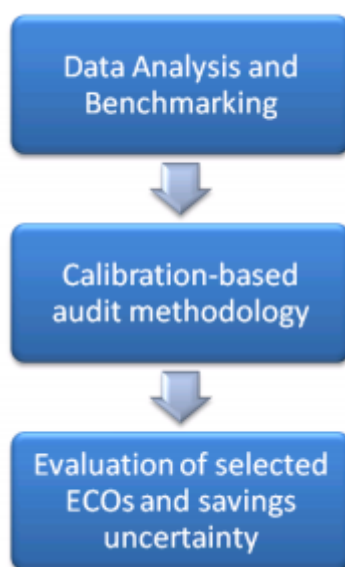 Data Analysis and
Benchmarking
Calibration-based
audit methodology
Evaluation of selected
ECOs and savings
uncertainty